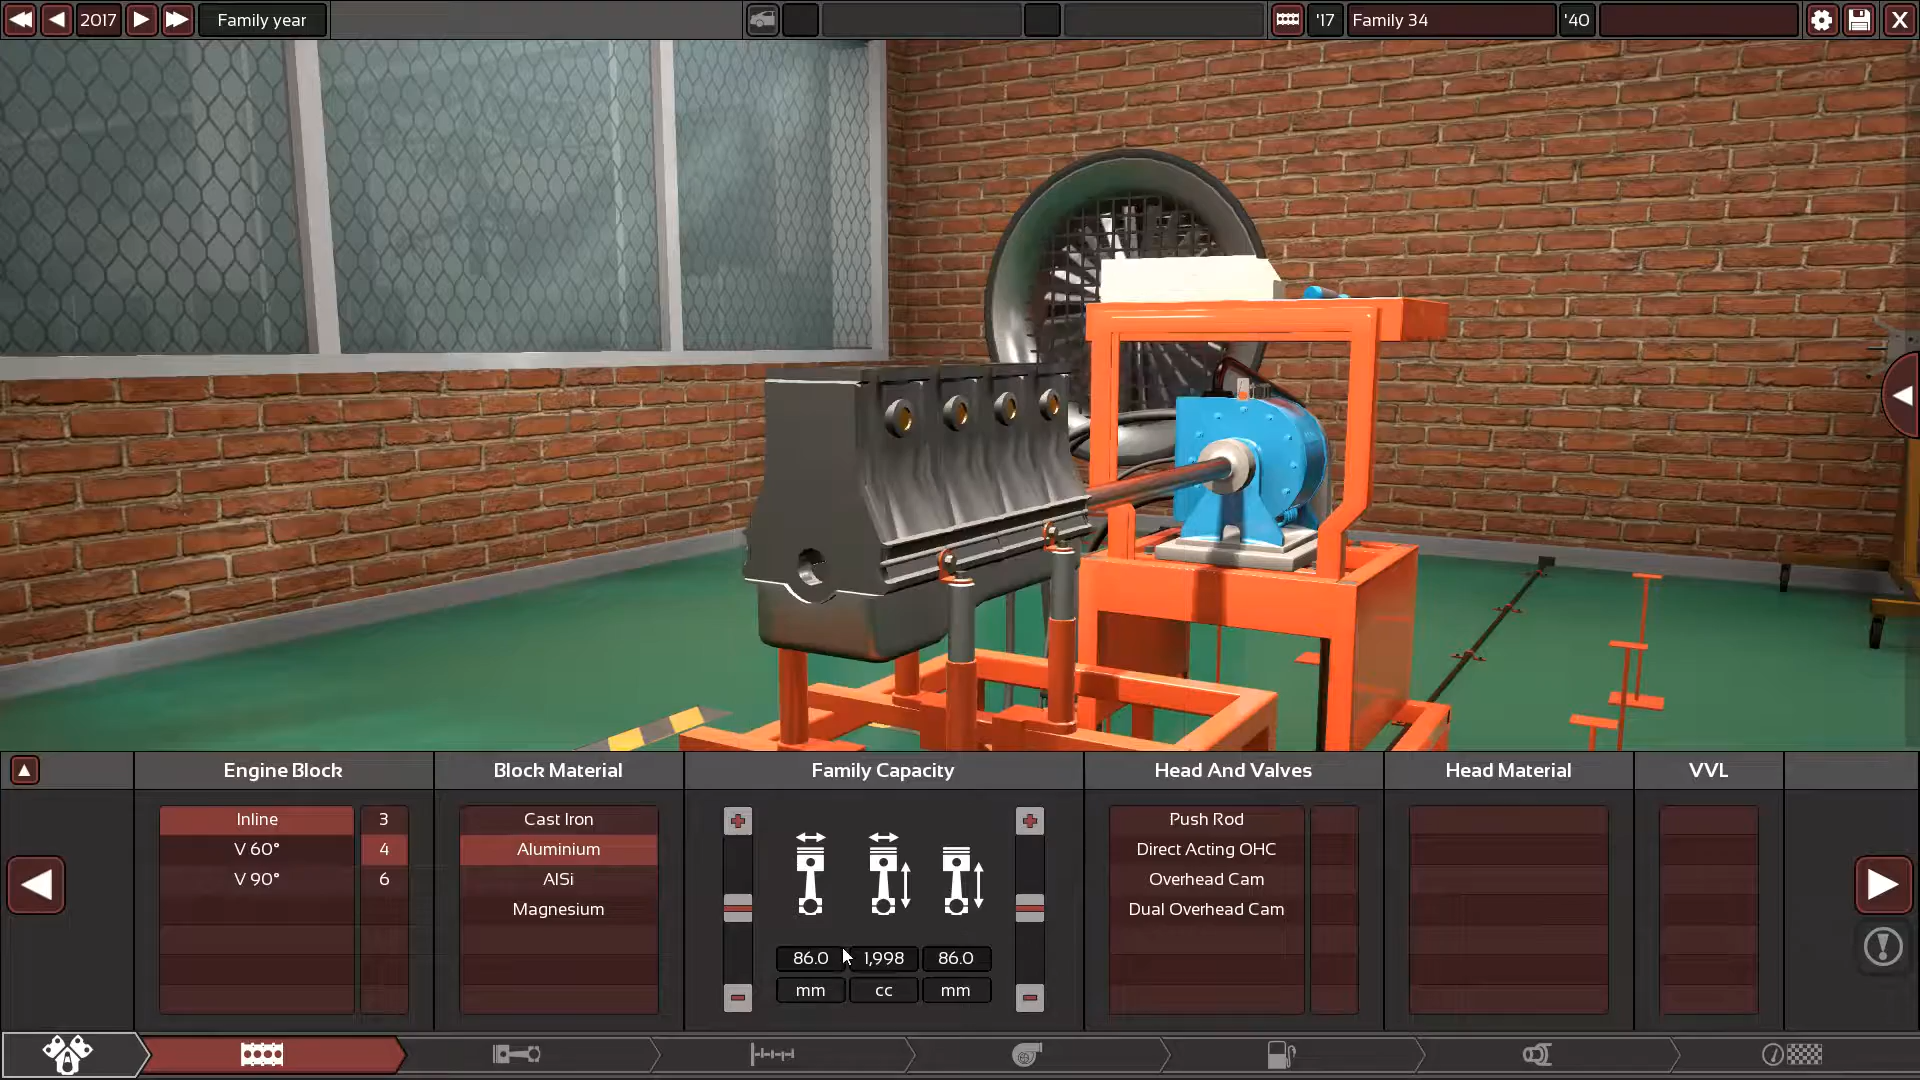 2017
Family year
'17
Family 34
'40
X
Engine Block
Block Material
Family Capacity
Head And Valves
Head Material
VVL
Inline
3
V 60°
4
V 90°
6
Cast Iron
Aluminium
AlSi
Magnesium
86.0
1,998
86.0
mm
cc
mm
Push Rod
Direct Acting OHC
Overhead Cam
Dual Overhead Cam